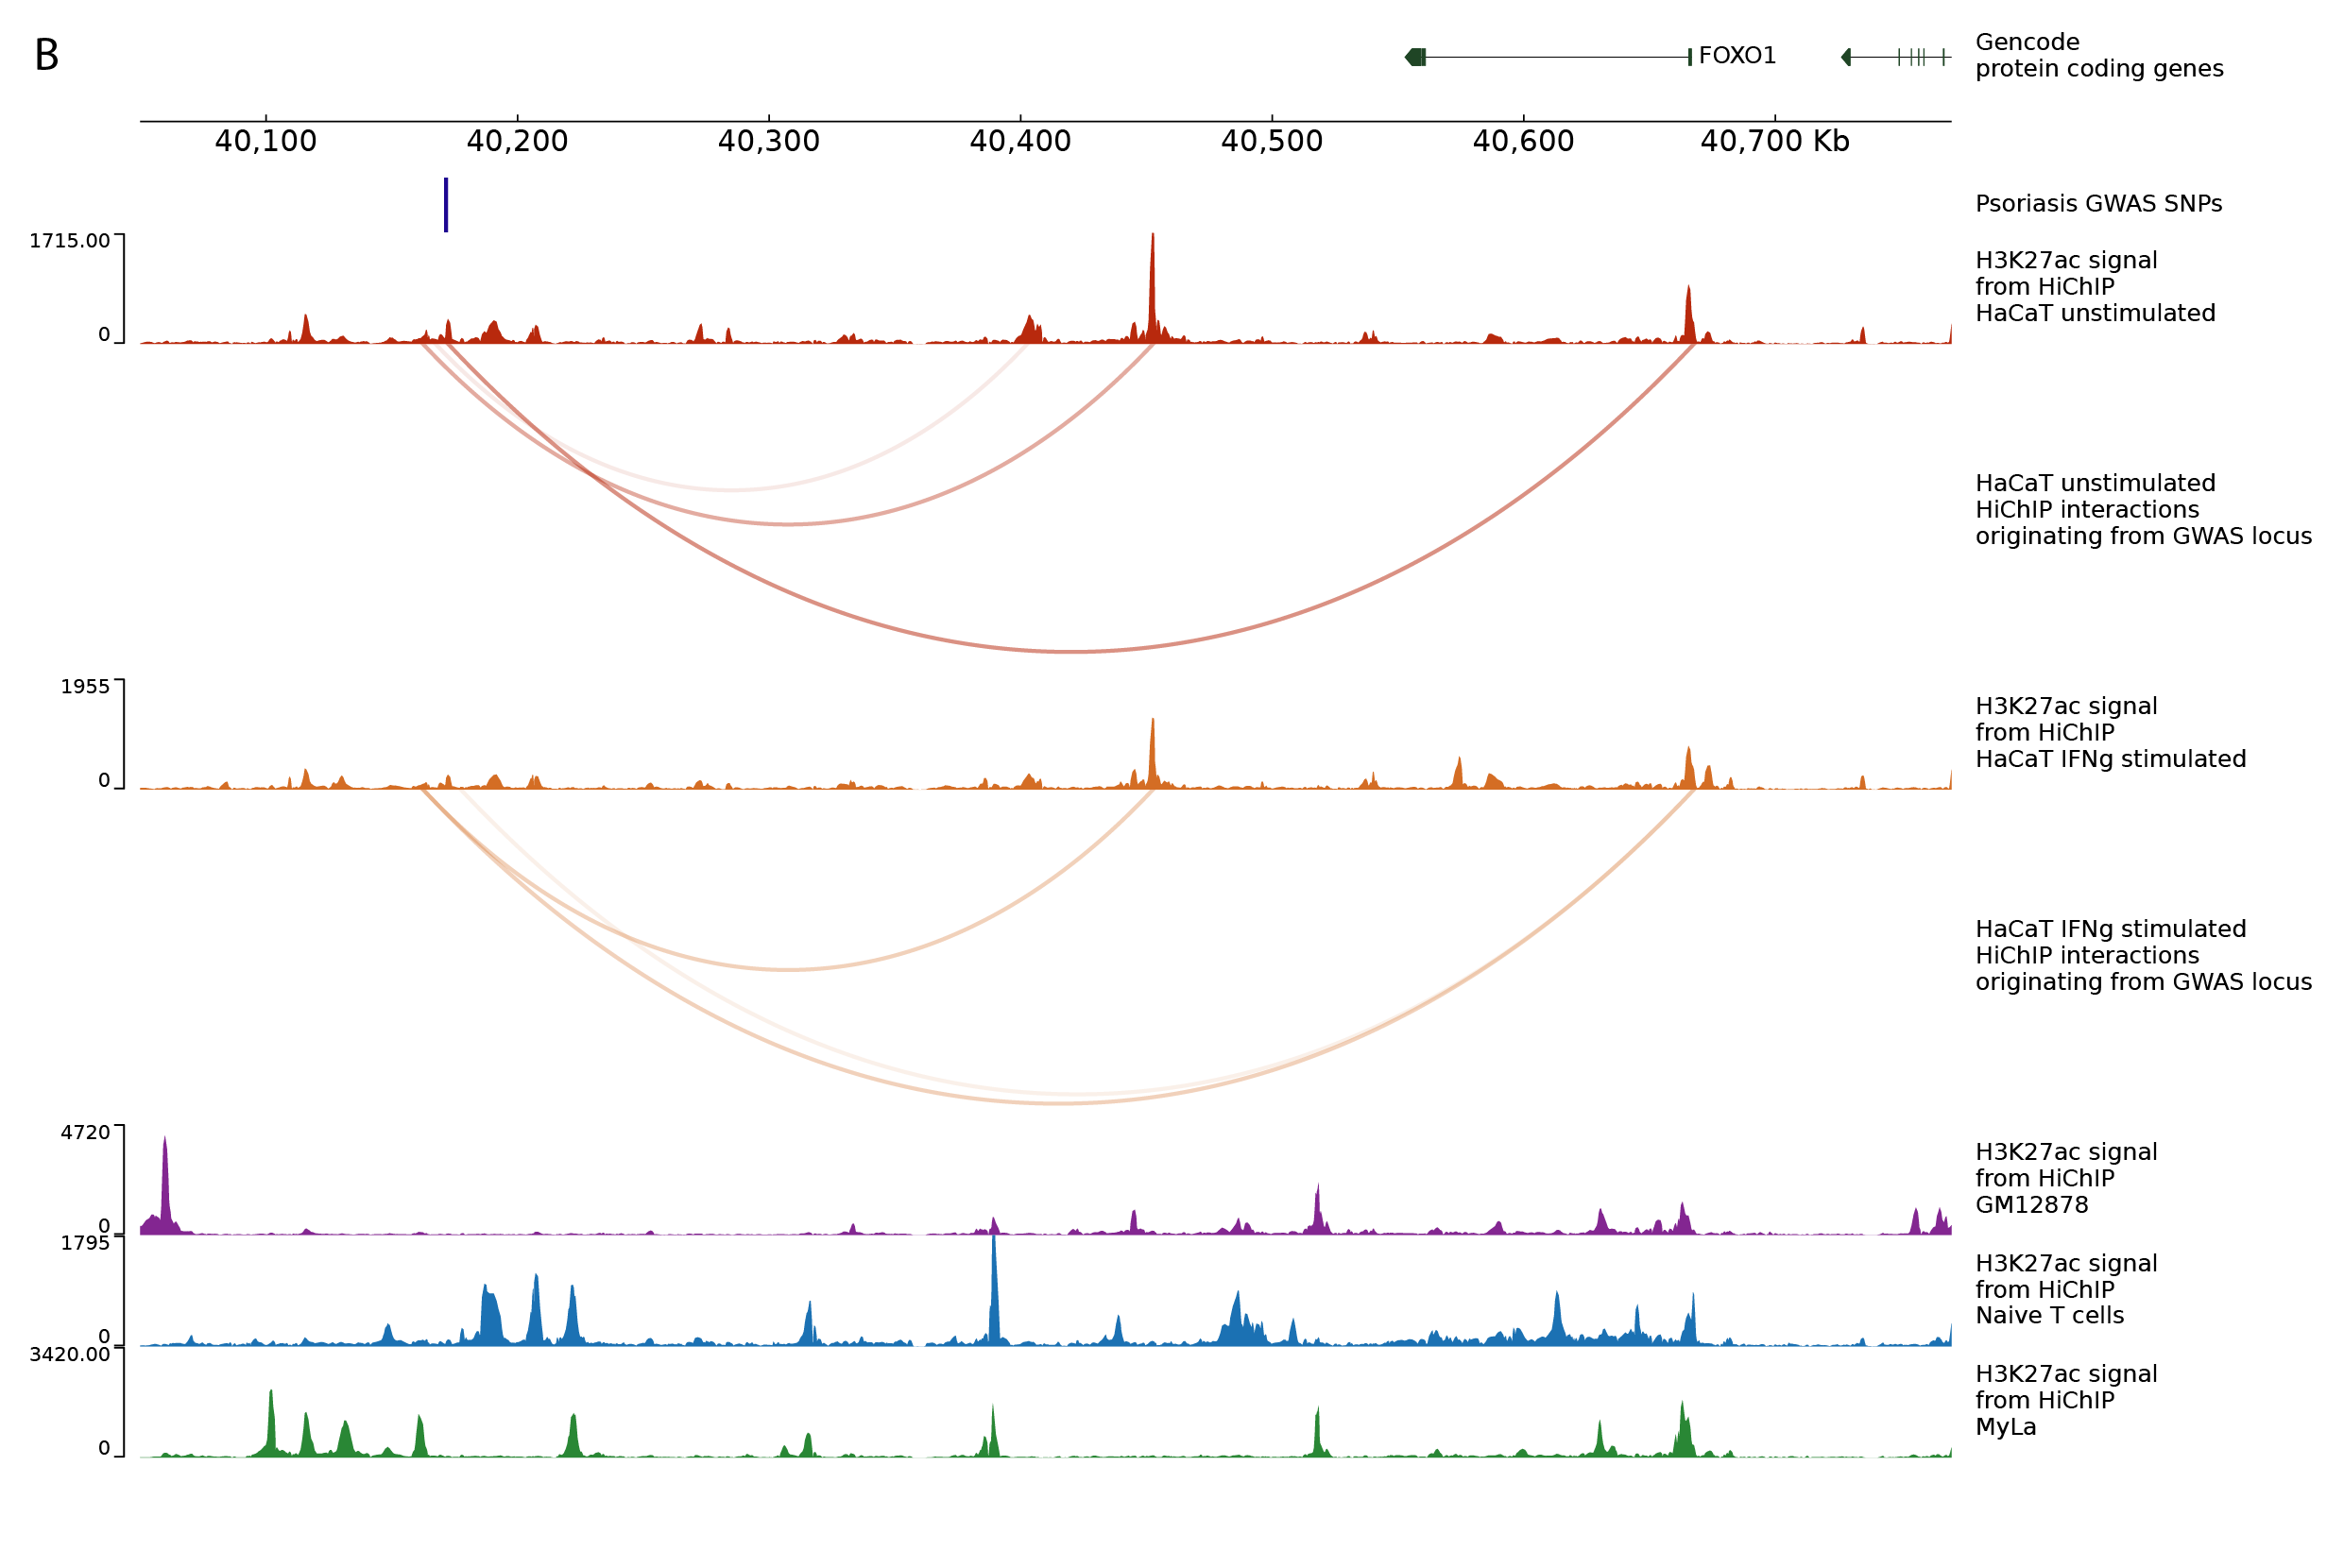 B
FOXO1
Gencode
protein coding genes
40,100
40,200
40,300
40,400
40,500
40,600
40,700 Kb
Psoriasis GWAS SNPs
1715.00
0
H3K27ac signal
from HiChIP
HaCaT unstimulated
HaCaT unstimulated
HiChIP interactions
originating from GWAS locus
1955
0
H3K27ac signal
from HiChIP
HaCaT IFNg stimulated
HaCaT IFNg stimulated
HiChIP interactions
originating from GWAS locus
4720
0
H3K27ac signal
from HiChIP
GM12878
1795
0
H3K27ac signal
from HiChIP
Naive T cells
3420.00
0
H3K27ac signal
from HiChIP
MyLa